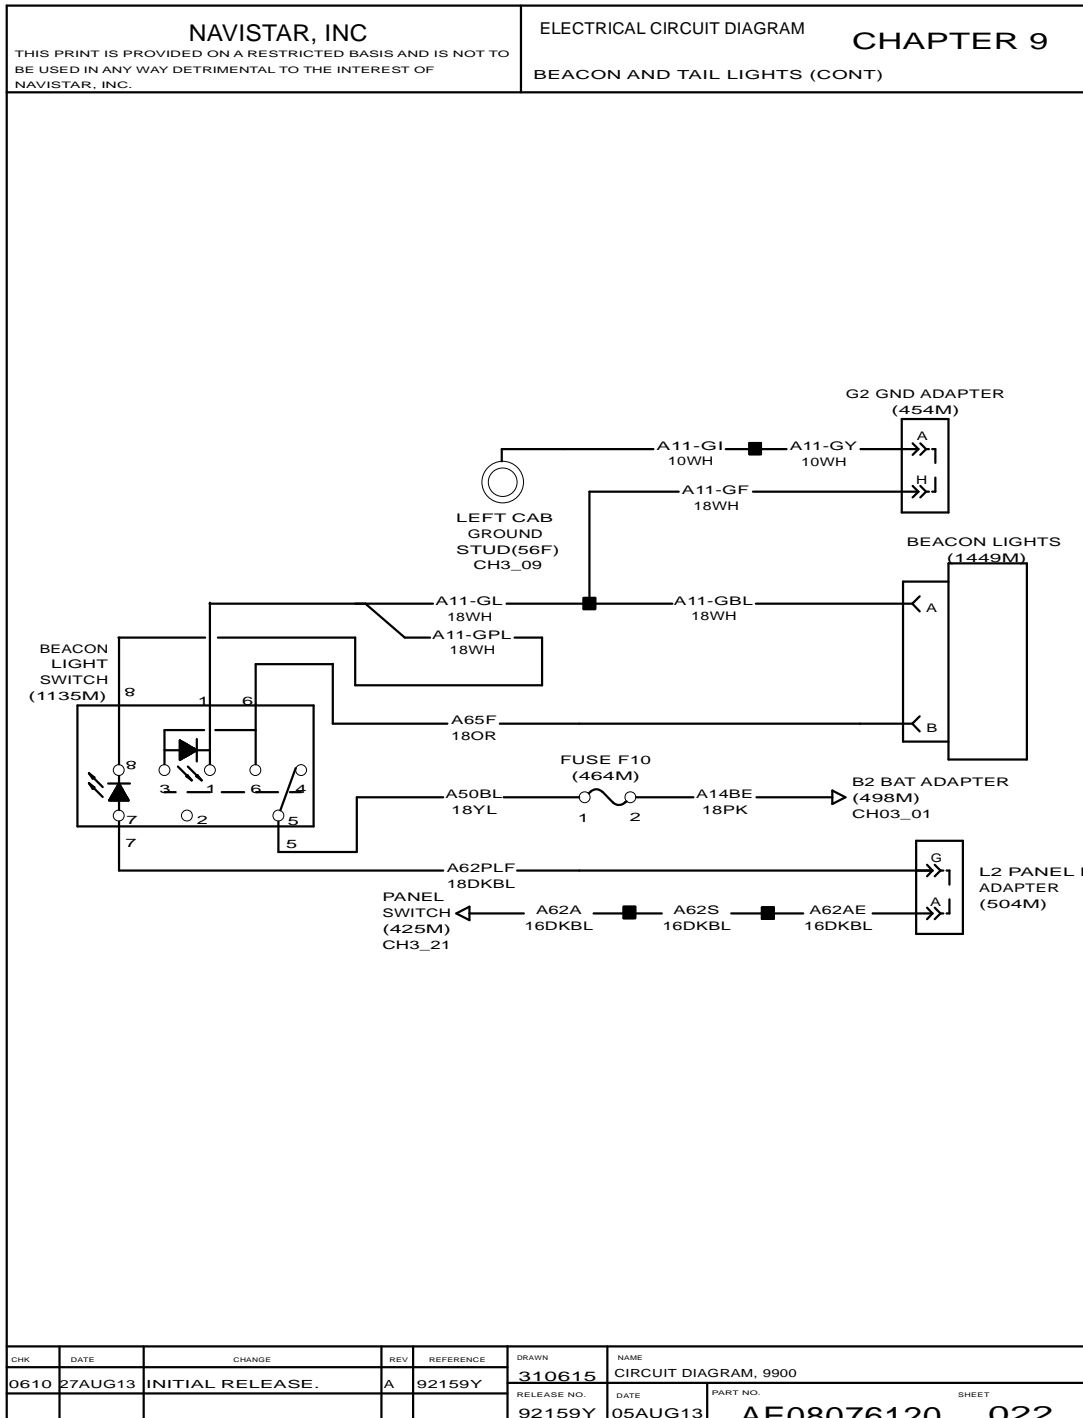 NAVISTAR, INC
THIS PRINT IS PROVIDED ON A RESTRICTED BASIS AND IS NOT TO
BE USED IN ANY WAY DETRIMENTAL TO THE INTEREST OF
NAVISTAR, INC.
ELECTRICAL CIRCUIT DIAGRAM
CHAPTER 9
BEACON AND TAIL LIGHTS (CONT)
G2 GND ADAPTER
(454M)
A
H
A11-GI
10WH
A11-GY
10WH
A11-GF
18WH
LEFT CAB
GROUND
STUD(56F)
CH3_09
BEACON LIGHTS
(1449M)
A
B
A11-GL
18WH
A11-GBL
18WH
A11-GPL
18WH
BEACON
LIGHT
SWITCH
(1135M)
8
1
6
8
3
1
6
4
7
2
5
7
5
A65F
18OR
FUSE F10
(464M)
A50BL
18YL
1
2
A14BE
18PK
B2 BAT ADAPTER
(498M)
CH03_01
A62PLF
18DKBL
G
A
L2 PANEL
ADAPTER
(504M)
PANEL
SWITCH
(425M)
CH3_21
A62A
16DKBL
A62S
16DKBL
A62AE
16DKBL
CHK DATE CHANGE REV REFERENCE
0610 27AUG13 INITIAL RELEASE. A 92159Y
DRAWN
310615
NAME
CIRCUIT DIAGRAM, 9900
RELEASE NO.
92159Y
DATE
05AUG13
PART NO.
AE08076120
SHEET
022